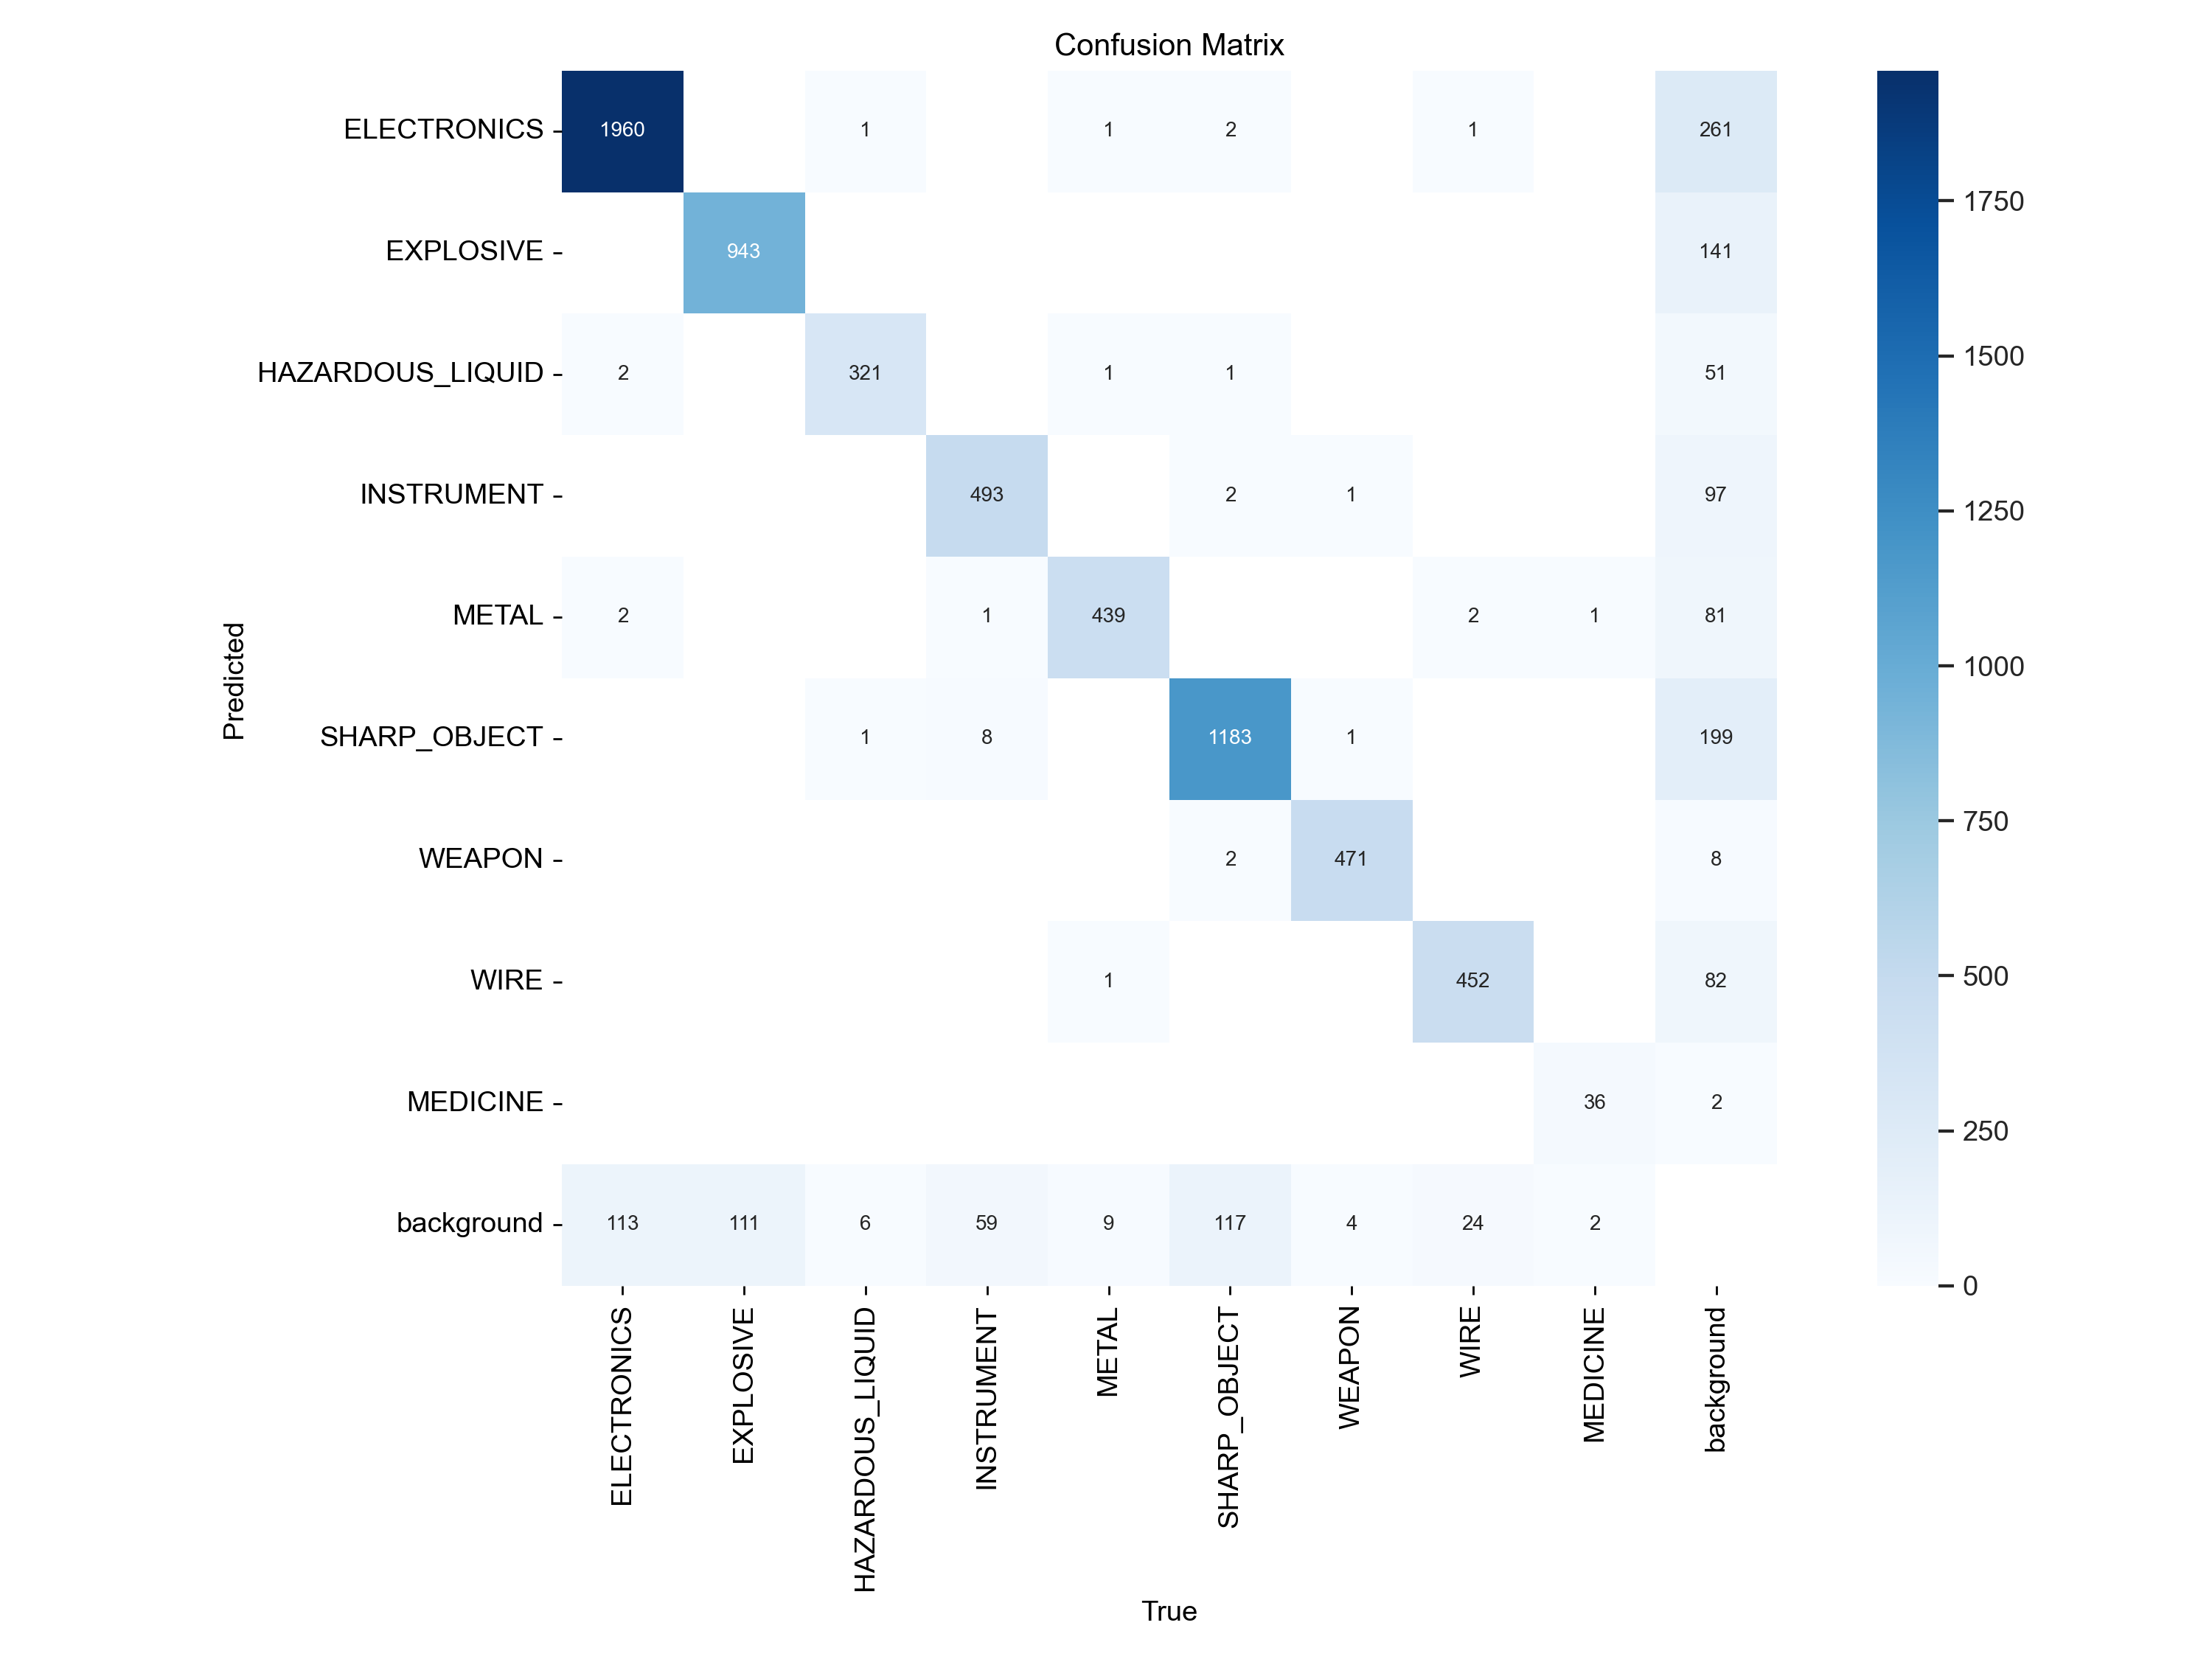 Confusion Matrix
ELECTRONICS 1960 1 1 2 1 261
EXPLOSIVE 943 141
HAZARDOUS_LIQUID 2 321 1 1 51
INSTRUMENT 493 2 1 97
METAL 2 1 439 2 1 81
SHARP_OBJECT 1 8 1183 1 199
WEAPON 2 471 8
WIRE 1 452 82
MEDICINE 36 2
background 113 111 6 59 9 117 4 24 2
Predicted
ELECTRONICS
EXPLOSIVE
HAZARDOUS_LIQUID
INSTRUMENT
METAL
SHARP_OBJECT
WEAPON
WIRE
MEDICINE
background
True
1750
1500
1250
1000
750
500
250
0